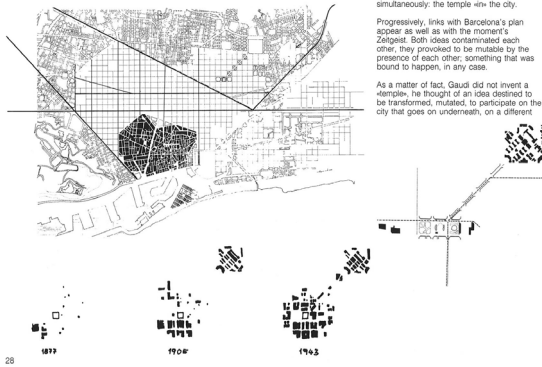 simultaneously: the temple «in» the city.
Progressively, links with Barcelona's plan
appear as well as with the moment's
Zeitgeist. Both ideas contaminated each
other, they provoked to be mutable by the
presence of each other; something that was
bound to happen, in any case.
As a matter of fact, Gaudi did not invent a
«temple», he thought of an idea destined to
be transformed, mutated, to participate on the
city that goes on underneath, on a different
1877
1905
1943
28